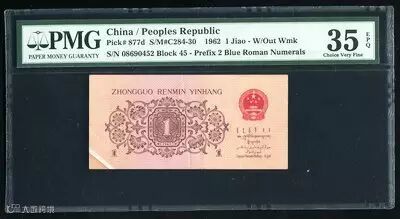 PMG
PAPER MONEY GUARANTY
China / Peoples Republic
Pick# 877d S/M#C284-30 1962 1 Jiao - W/Out Wmk
S/N 08690452 Block 45 - Prefix 2 Blue Roman Numerals
35
EPQ
Choice Very Fine
ZHONGGUO RENMIN YINHANG
1